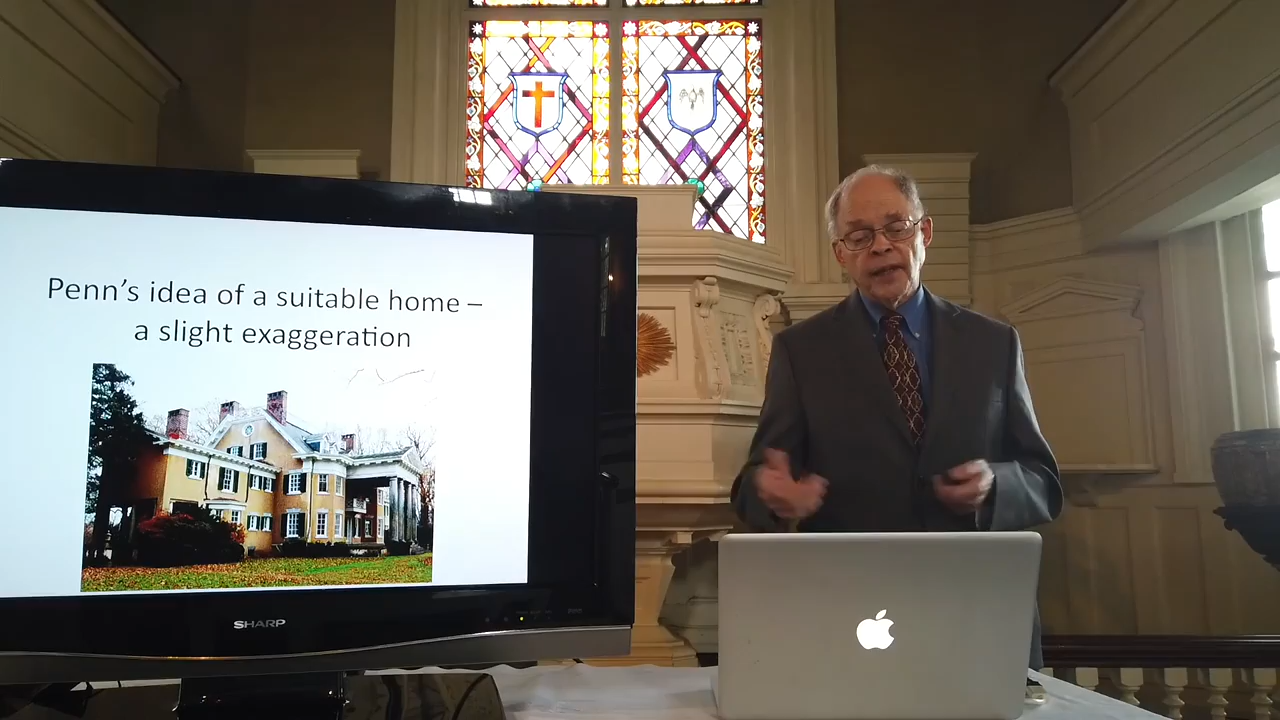 Penn's idea of a suitable home –
a slight exaggeration
SHARP